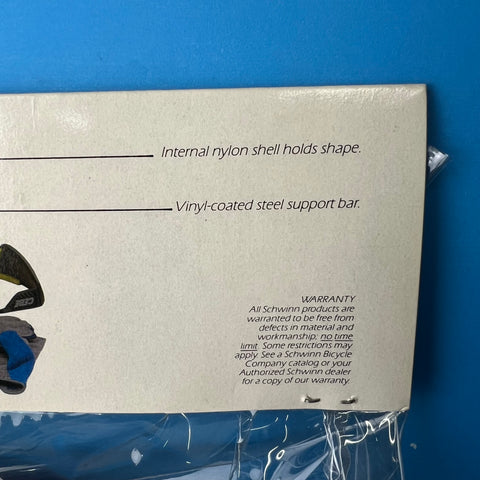 Internal nylon shell holds shape.
Vinyl-coated steel support bar.
WARRANTY
All Schwinn products are
warranted to be free from
defects in material and
workmanship; no time
limit. Some restrictions may
apply. See a Schwinn Bicycle
Company catalog or your
Authorized Schwinn dealer
for a copy of our warranty.